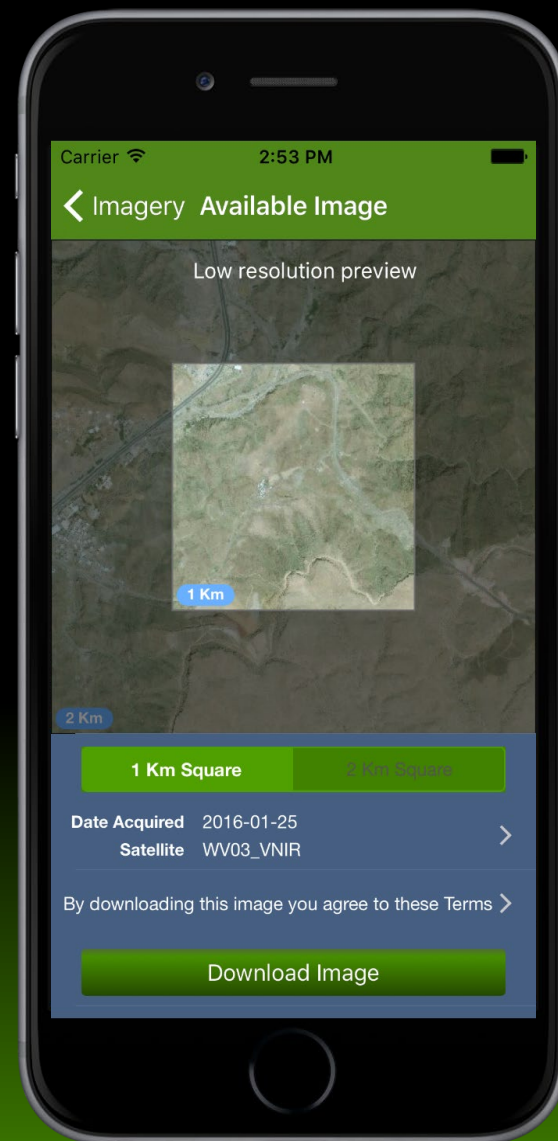 Carrier 2:53 PM
Imagery Available Image
Low resolution preview
1 Km
2 Km
1 Km Square 2 Km Square
Date Acquired 2016-01-25
Satellite WV03_VNIR
By downloading this image you agree to these Terms
Download Image